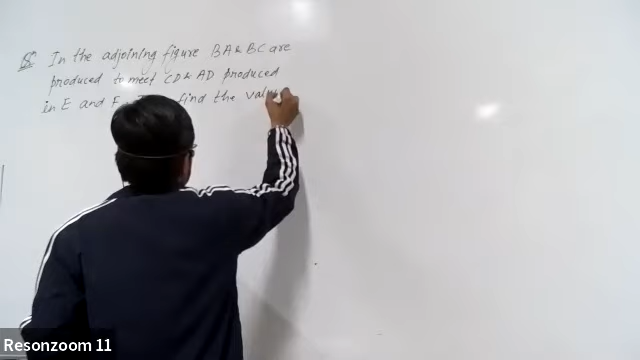 Q. In the adjoining figure BA & BC are
produced to meet CD & AD produced
in E and F find the valu
Resonzoom 11